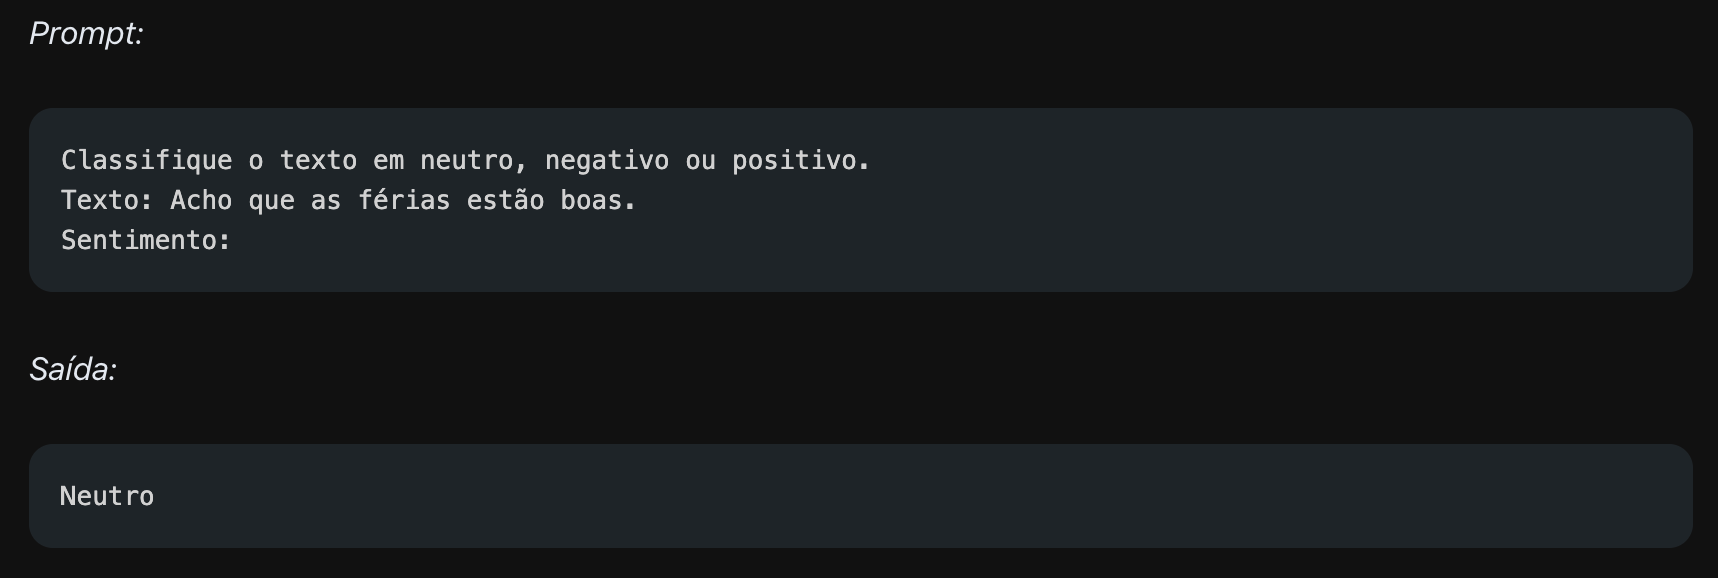 Prompt:
Classifique o texto em neutro, negativo ou positivo.
Texto: Acho que as férias estão boas.
Sentimento:
Saída:
Neutro